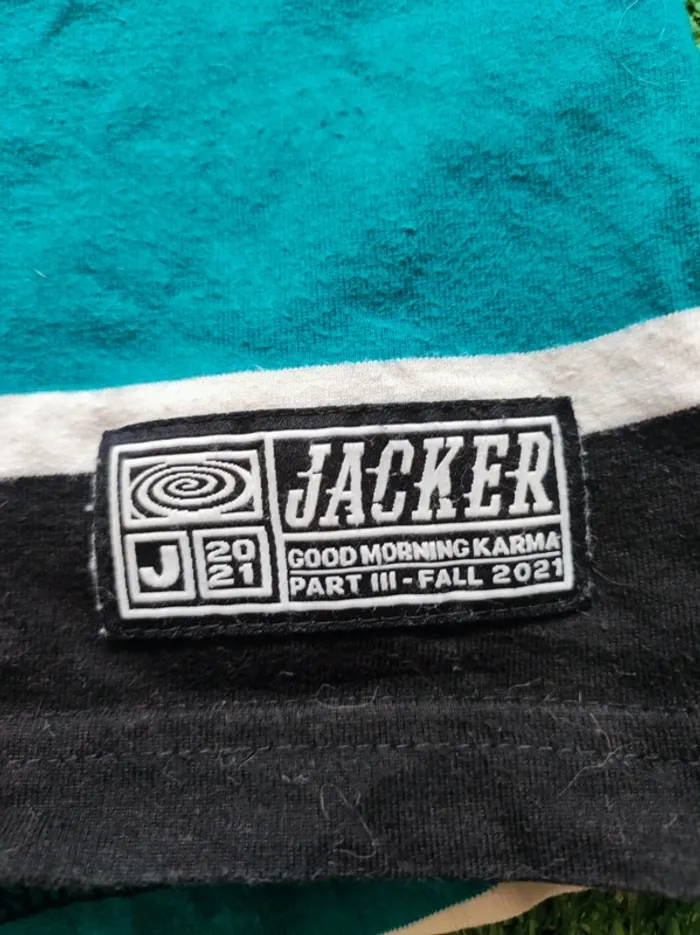 JACKER
GOOD MORNING KARMA
PART III - FALL 2021
J
20
21